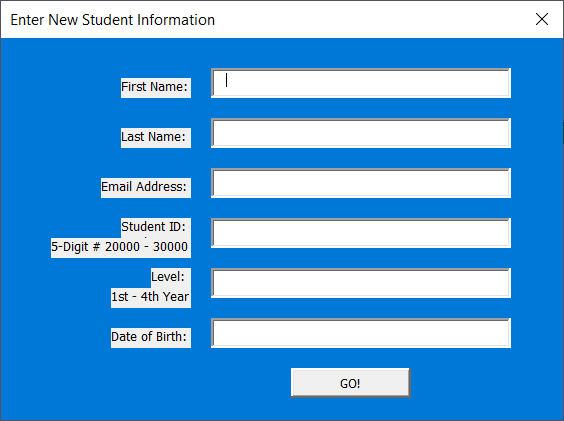 Enter New Student Information
First Name:
Last Name:
Email Address:
Student ID:
5-Digit # 20000 - 30000
Level:
1st - 4th Year
Date of Birth:
GO!